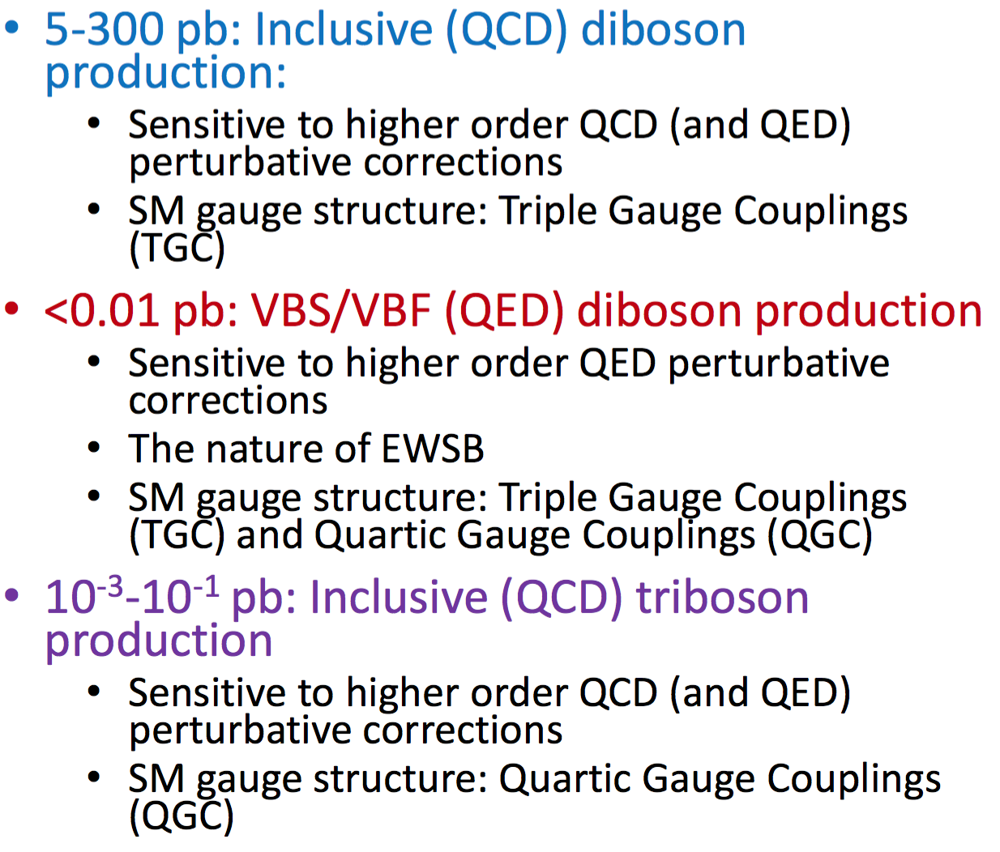 • 5-300 pb: Inclusive (QCD) diboson
production:
• Sensitive to higher order QCD (and QED)
perturbative corrections
• SM gauge structure: Triple Gauge Couplings
(TGC)
• <0.01 pb: VBS/VBF (QED) diboson production
• Sensitive to higher order QED perturbative
corrections
• The nature of EWSB
• SM gauge structure: Triple Gauge Couplings
(TGC) and Quartic Gauge Couplings (QGC)
• 10⁻³-10⁻¹ pb: Inclusive (QCD) triboson
production
• Sensitive to higher order QCD (and QED)
perturbative corrections
• SM gauge structure: Quartic Gauge Couplings
(QGC)